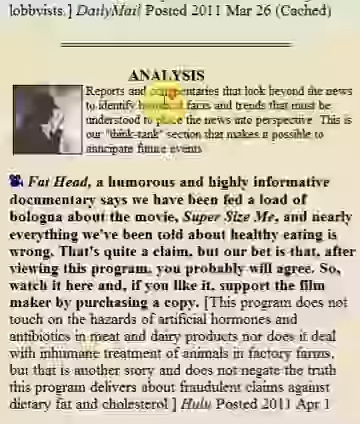 lobbyists.] DailyMail Posted 2011 Mar 26 (Cached)
ANALYSIS
Reports and commentaries that look beyond the news
to identify historical facts and trends that must be
understood to place the news into perspective. This is
our "think-tank" section that makes it possible to
anticipate future events
Fat Head, a humorous and highly informative
documentary says we have been fed a load of
bologna about the movie, Super Size Me, and nearly
everything we've been told about healthy eating is
wrong. That's quite a claim, but our bet is that, after
viewing this program, you probably will agree. So,
watch it here and, if you like it, support the film
maker by purchasing a copy. [This program does not
touch on the hazards of artificial hormones and
antibiotics in meat and dairy products nor does it deal
with inhumane treatment of animals in factory farms,
but that is another story and does not negate the truth
this program delivers about fraudulent claims against
dietary fat and cholesterol.] Hulu Posted 2011 Apr 1